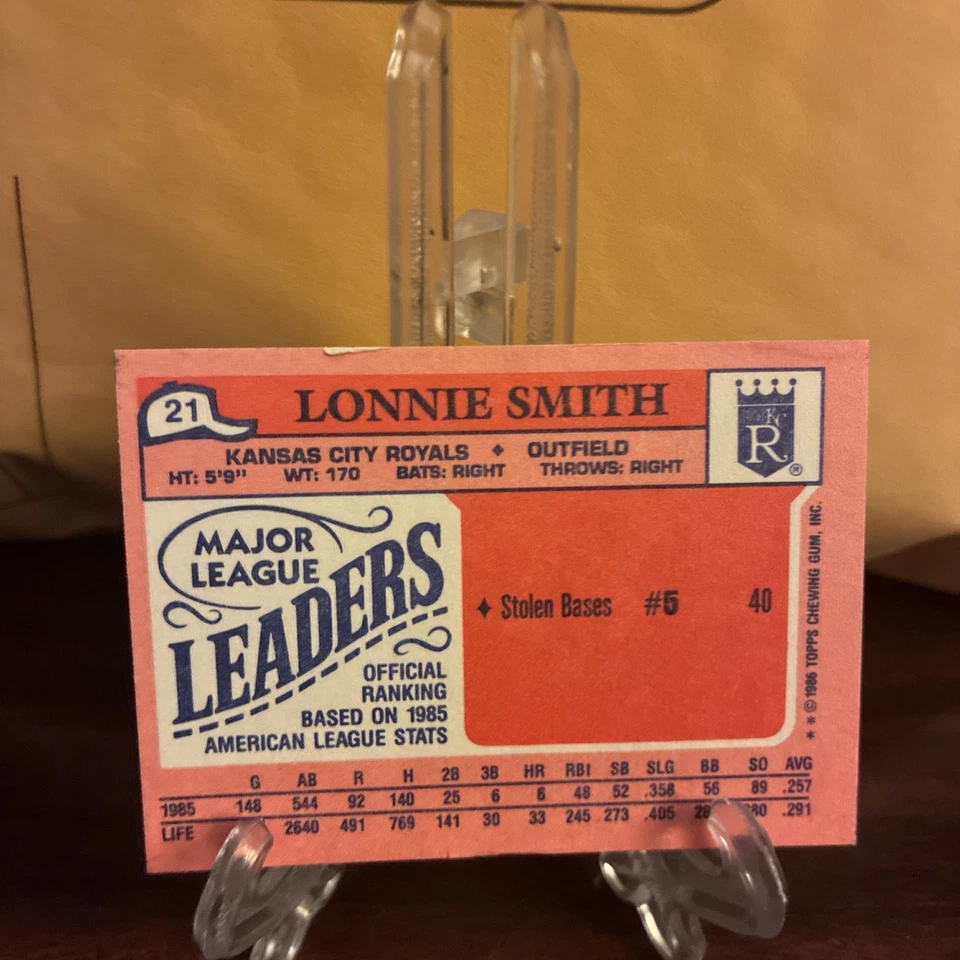 21 LONNIE SMITH
KANSAS CITY ROYALS ♦ OUTFIELD
HT: 5'9" WT: 170 BATS: RIGHT THROWS: RIGHT
KC
R ®
MAJOR
LEAGUE
LEADERS
OFFICIAL
RANKING
BASED ON 1985
AMERICAN LEAGUE STATS
♦ Stolen Bases #5 40
* * © 1986 TOPPS CHEWING GUM, INC.
G AB R H 2B 3B HR RBI SB SLG BB SO AVG
1985 148 544 92 140 25 6 6 48 52 .358 56 89 .257
LIFE 2640 491 769 141 30 33 245 273 .405 .291